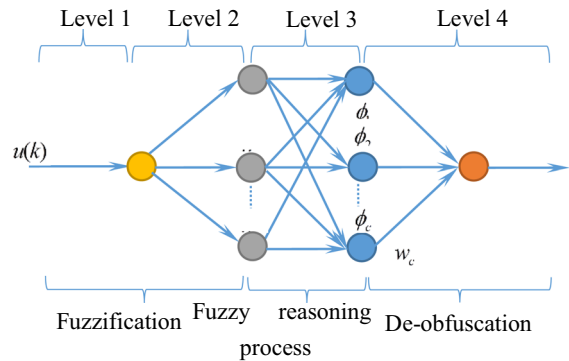 Level 1 Level 2 Level 3 Level 4
u(k)
ϕ
ϕ
ϕc
wc
Fuzzification Fuzzy reasoning De-obfuscation
process